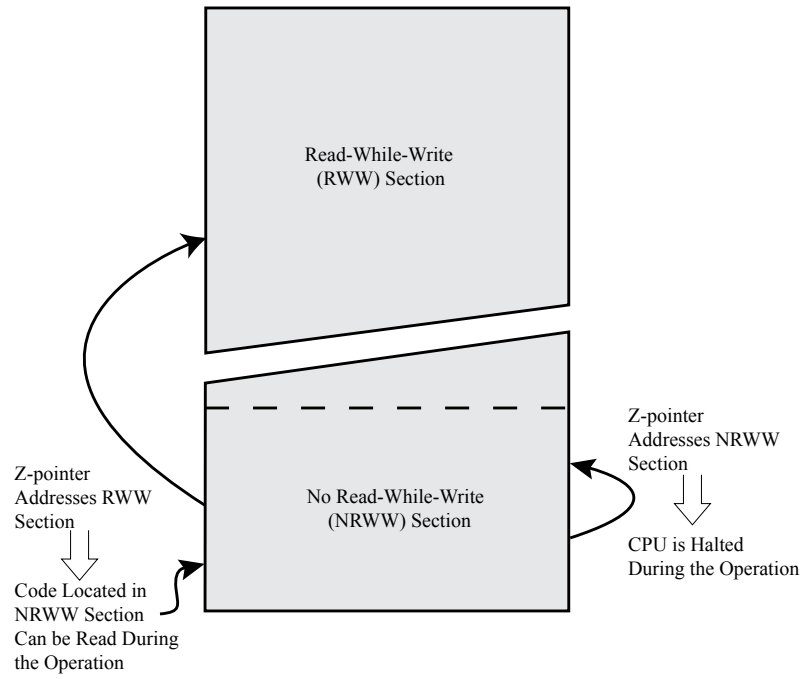 Read-While-Write
(RWW) Section
Z-pointer
Addresses NRWW
Section
CPU is Halted
During the Operation
Z-pointer
Addresses RWW
Section
Code Located in
NRWW Section
Can be Read During
the Operation
No Read-While-Write
(NRWW) Section